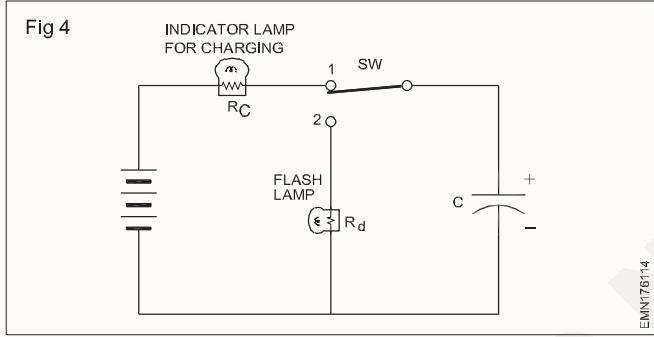 Fig 4
INDICATOR LAMP
FOR CHARGING
1
SW
RC
2
FLASH
LAMP
Rd
C
+
–
EMN176114